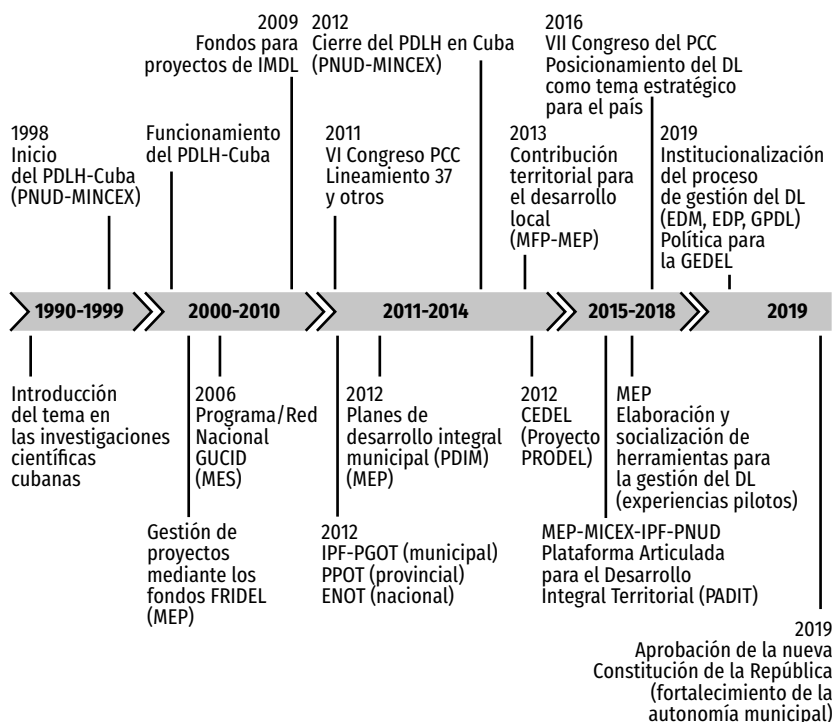 2009
Fondos para
proyectos de IMDL
2012
Cierre del PDLH en Cuba
(PNUD-MINCEX)
2016
VII Congreso del PCC
Posicionamiento del DL
como tema estratégico
para el país
1998
Inicio
del PDLH-Cuba
(PNUD-MINCEX)
Funcionamiento
del PDLH-Cuba
2011
VI Congreso PCC
Lineamiento 37
y otros
2013
Contribución
territorial para
el desarrollo
local
(MFP-MEP)
2019
Institucionalización
del proceso
de gestión del DL
(EDM, EDP, GPDL)
Política para
la GEDEL
1990-1999
2000-2010
2011-2014
2015-2018
2019
Introducción
del tema en
las investigaciones
científicas
cubanas
2006
Programa/Red
Nacional
GUCID
(MES)
2012
Planes de
desarrollo integral
municipal (PDIM)
(MEP)
2012
CEDEL
(Proyecto
PRODEL)
MEP
Elaboración y
socialización de
herramientas para
la gestión del DL
(experiencias pilotos)
Gestión de
proyectos
mediante los
fondos FRIDEL
(MEP)
2012
IPF-PGOT (municipal)
PPOT (provincial)
ENOT (nacional)
MEP-MICEX-IPF-PNUD
Plataforma Articulada
para el Desarrollo
Integral Territorial (PADIT)
2019
Aprobación de la nueva
Constitución de la República
(fortalecimiento de la
autonomía municipal)